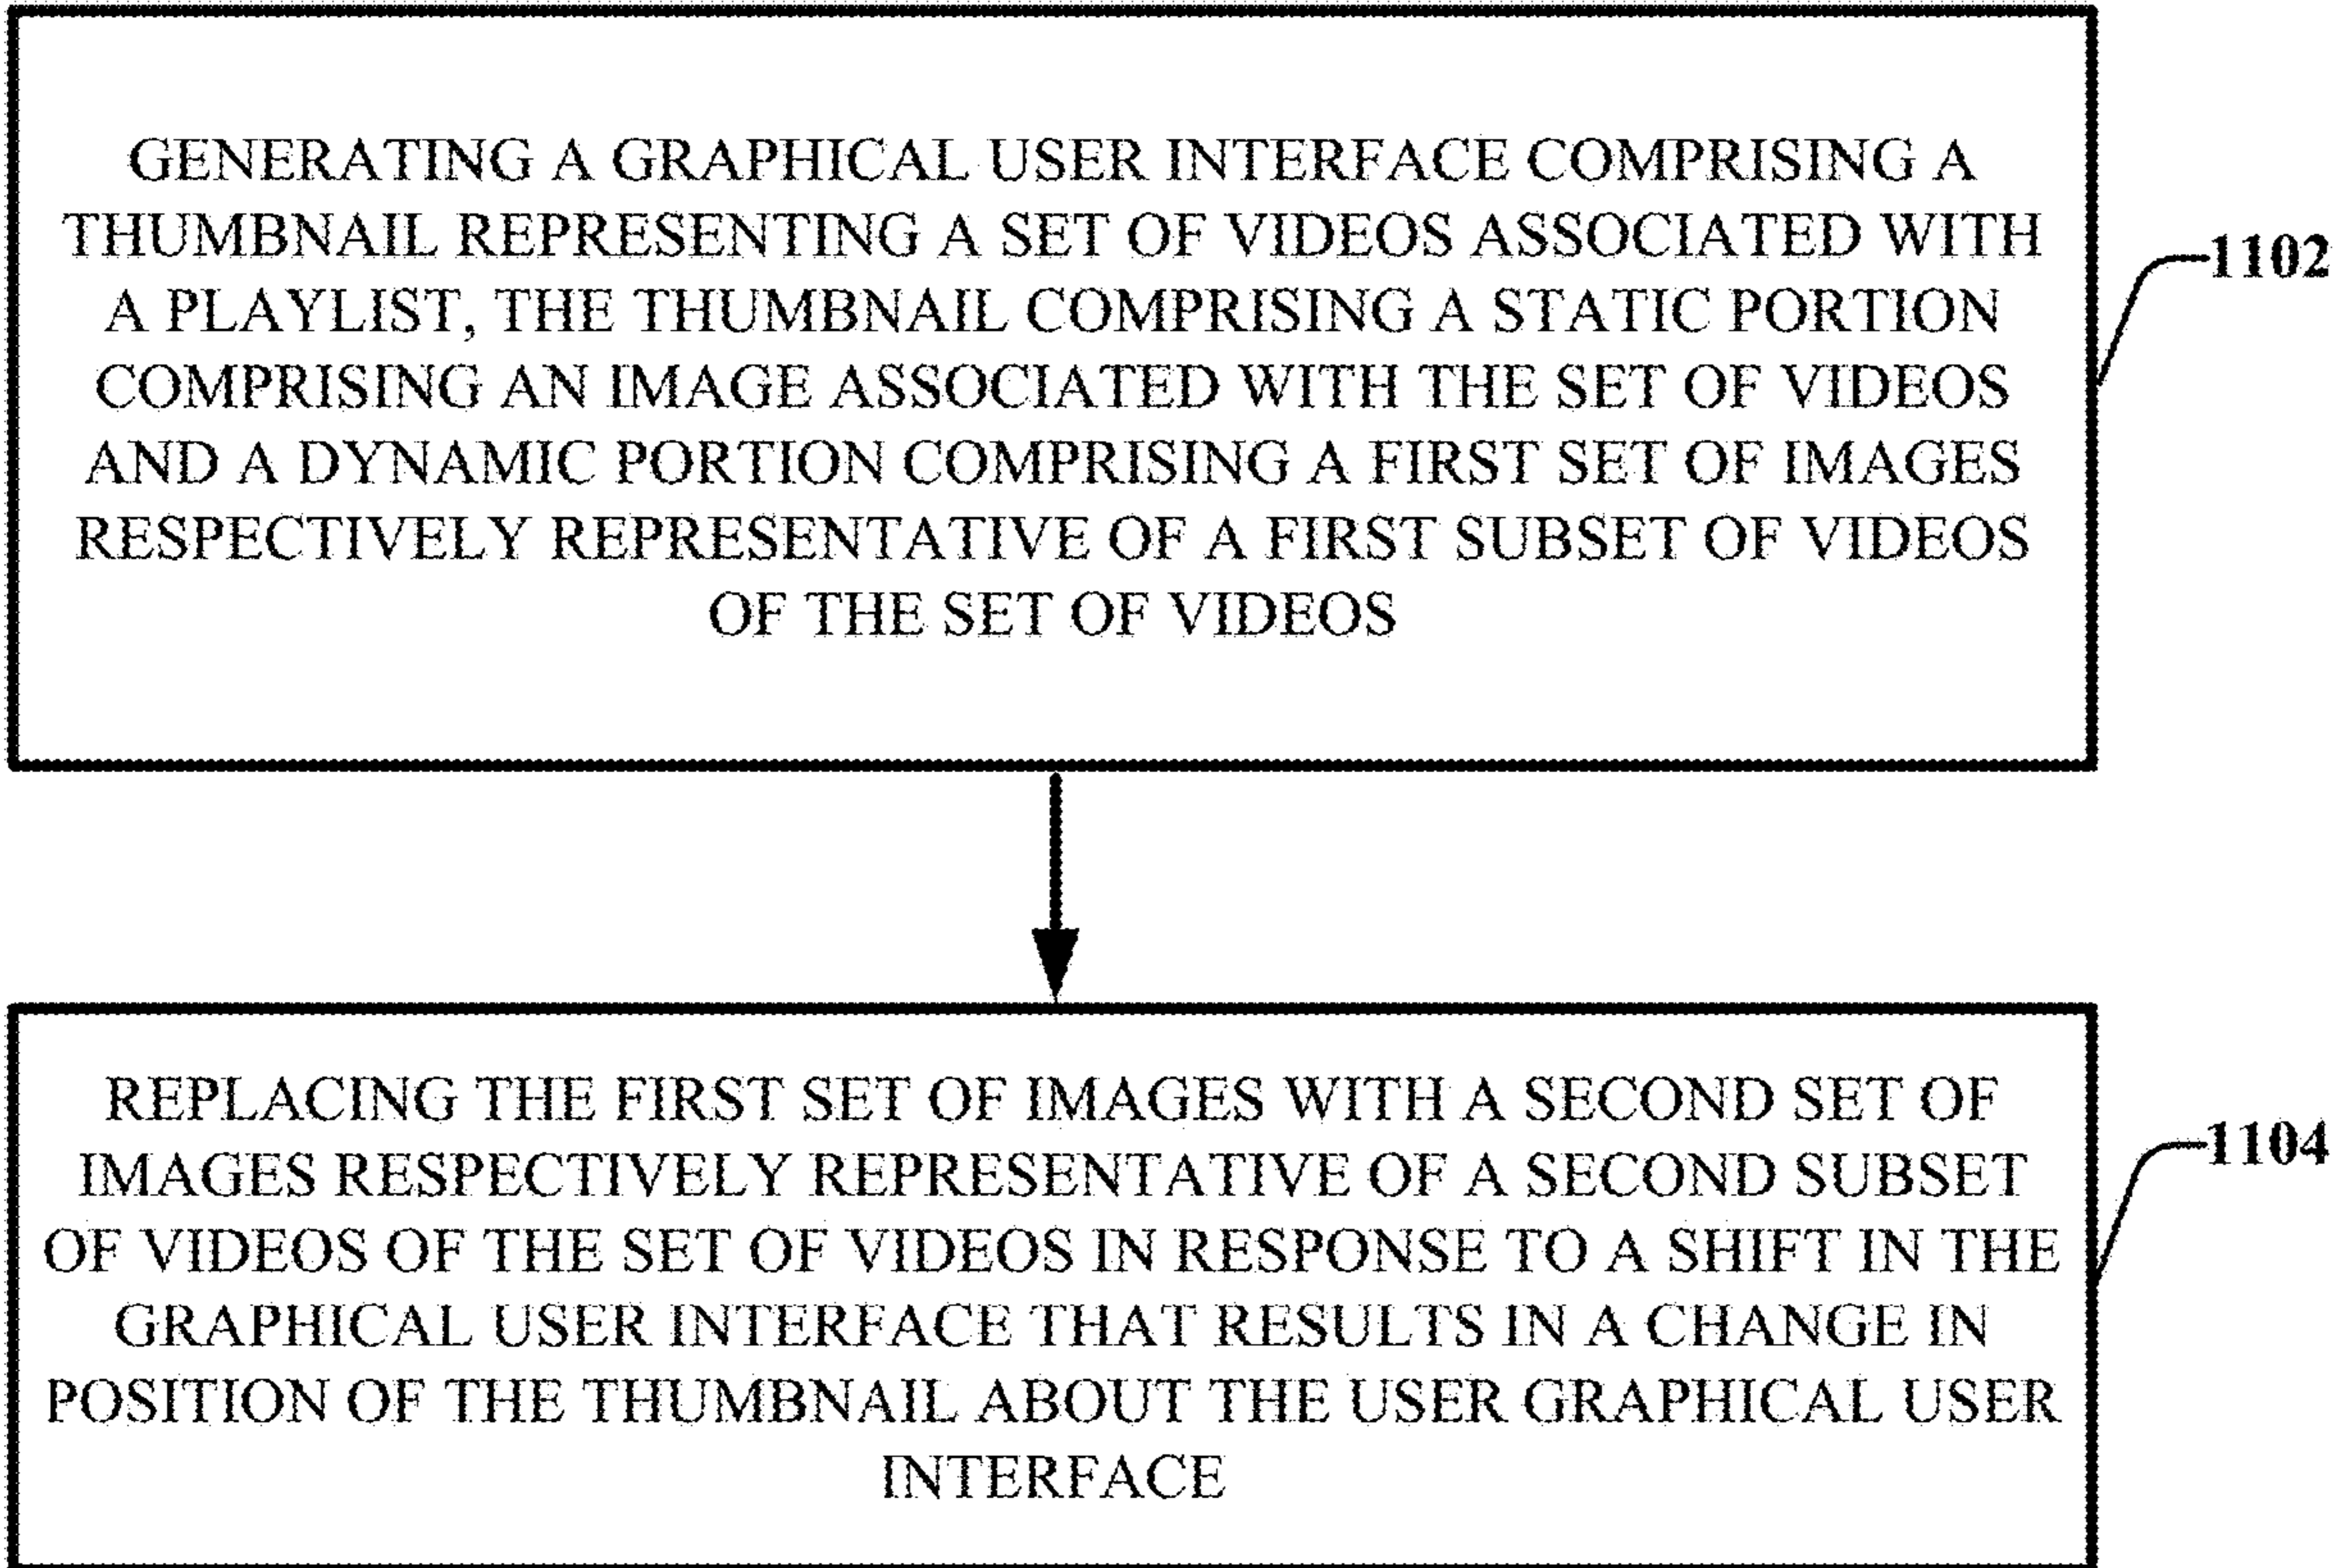 GENERATING A GRAPHICAL USER INTERFACE COMPRISING A
THUMBNAIL REPRESENTING A SET OF VIDEOS ASSOCIATED WITH
A PLAYLIST, THE THUMBNAIL COMPRISING A STATIC PORTION
COMPRISING AN IMAGE ASSOCIATED WITH THE SET OF VIDEOS
AND A DYNAMIC PORTION COMPRISING A FIRST SET OF IMAGES
RESPECTIVELY REPRESENTATIVE OF A FIRST SUBSET OF VIDEOS
OF THE SET OF VIDEOS
1102
REPLACING THE FIRST SET OF IMAGES WITH A SECOND SET OF
IMAGES RESPECTIVELY REPRESENTATIVE OF A SECOND SUBSET
OF VIDEOS OF THE SET OF VIDEOS IN RESPONSE TO A SHIFT IN THE
GRAPHICAL USER INTERFACE THAT RESULTS IN A CHANGE IN
POSITION OF THE THUMBNAIL ABOUT THE USER GRAPHICAL USER
INTERFACE
1104